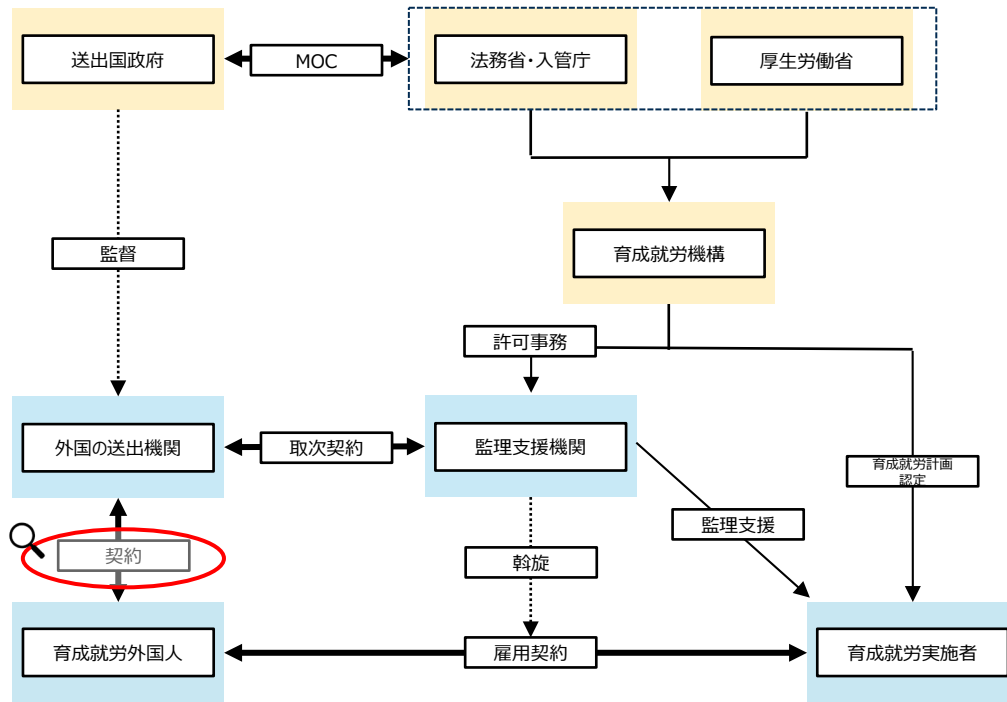 送出国政府
MOC
法務省・入管庁
厚生労働省
監督
育成就労機構
許可事務
外国の送出機関
取次契約
監理支援機関
育成就労計画
認定
監理支援
契約
斡旋
育成就労外国人
雇用契約
育成就労実施者